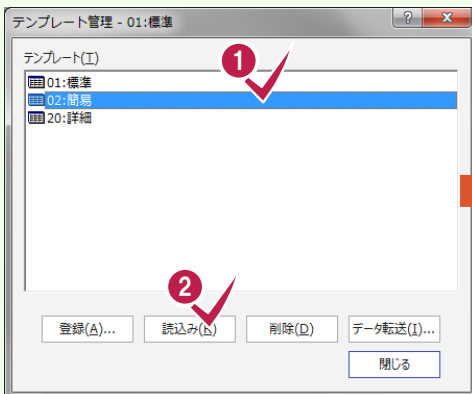 テンプレート管理 - 01:標準
テンプレート(T)
1
01:標準
02:簡易
20:詳細
2
登録(A)... 読込み(R) 削除(D) データ転送(I)...
閉じる